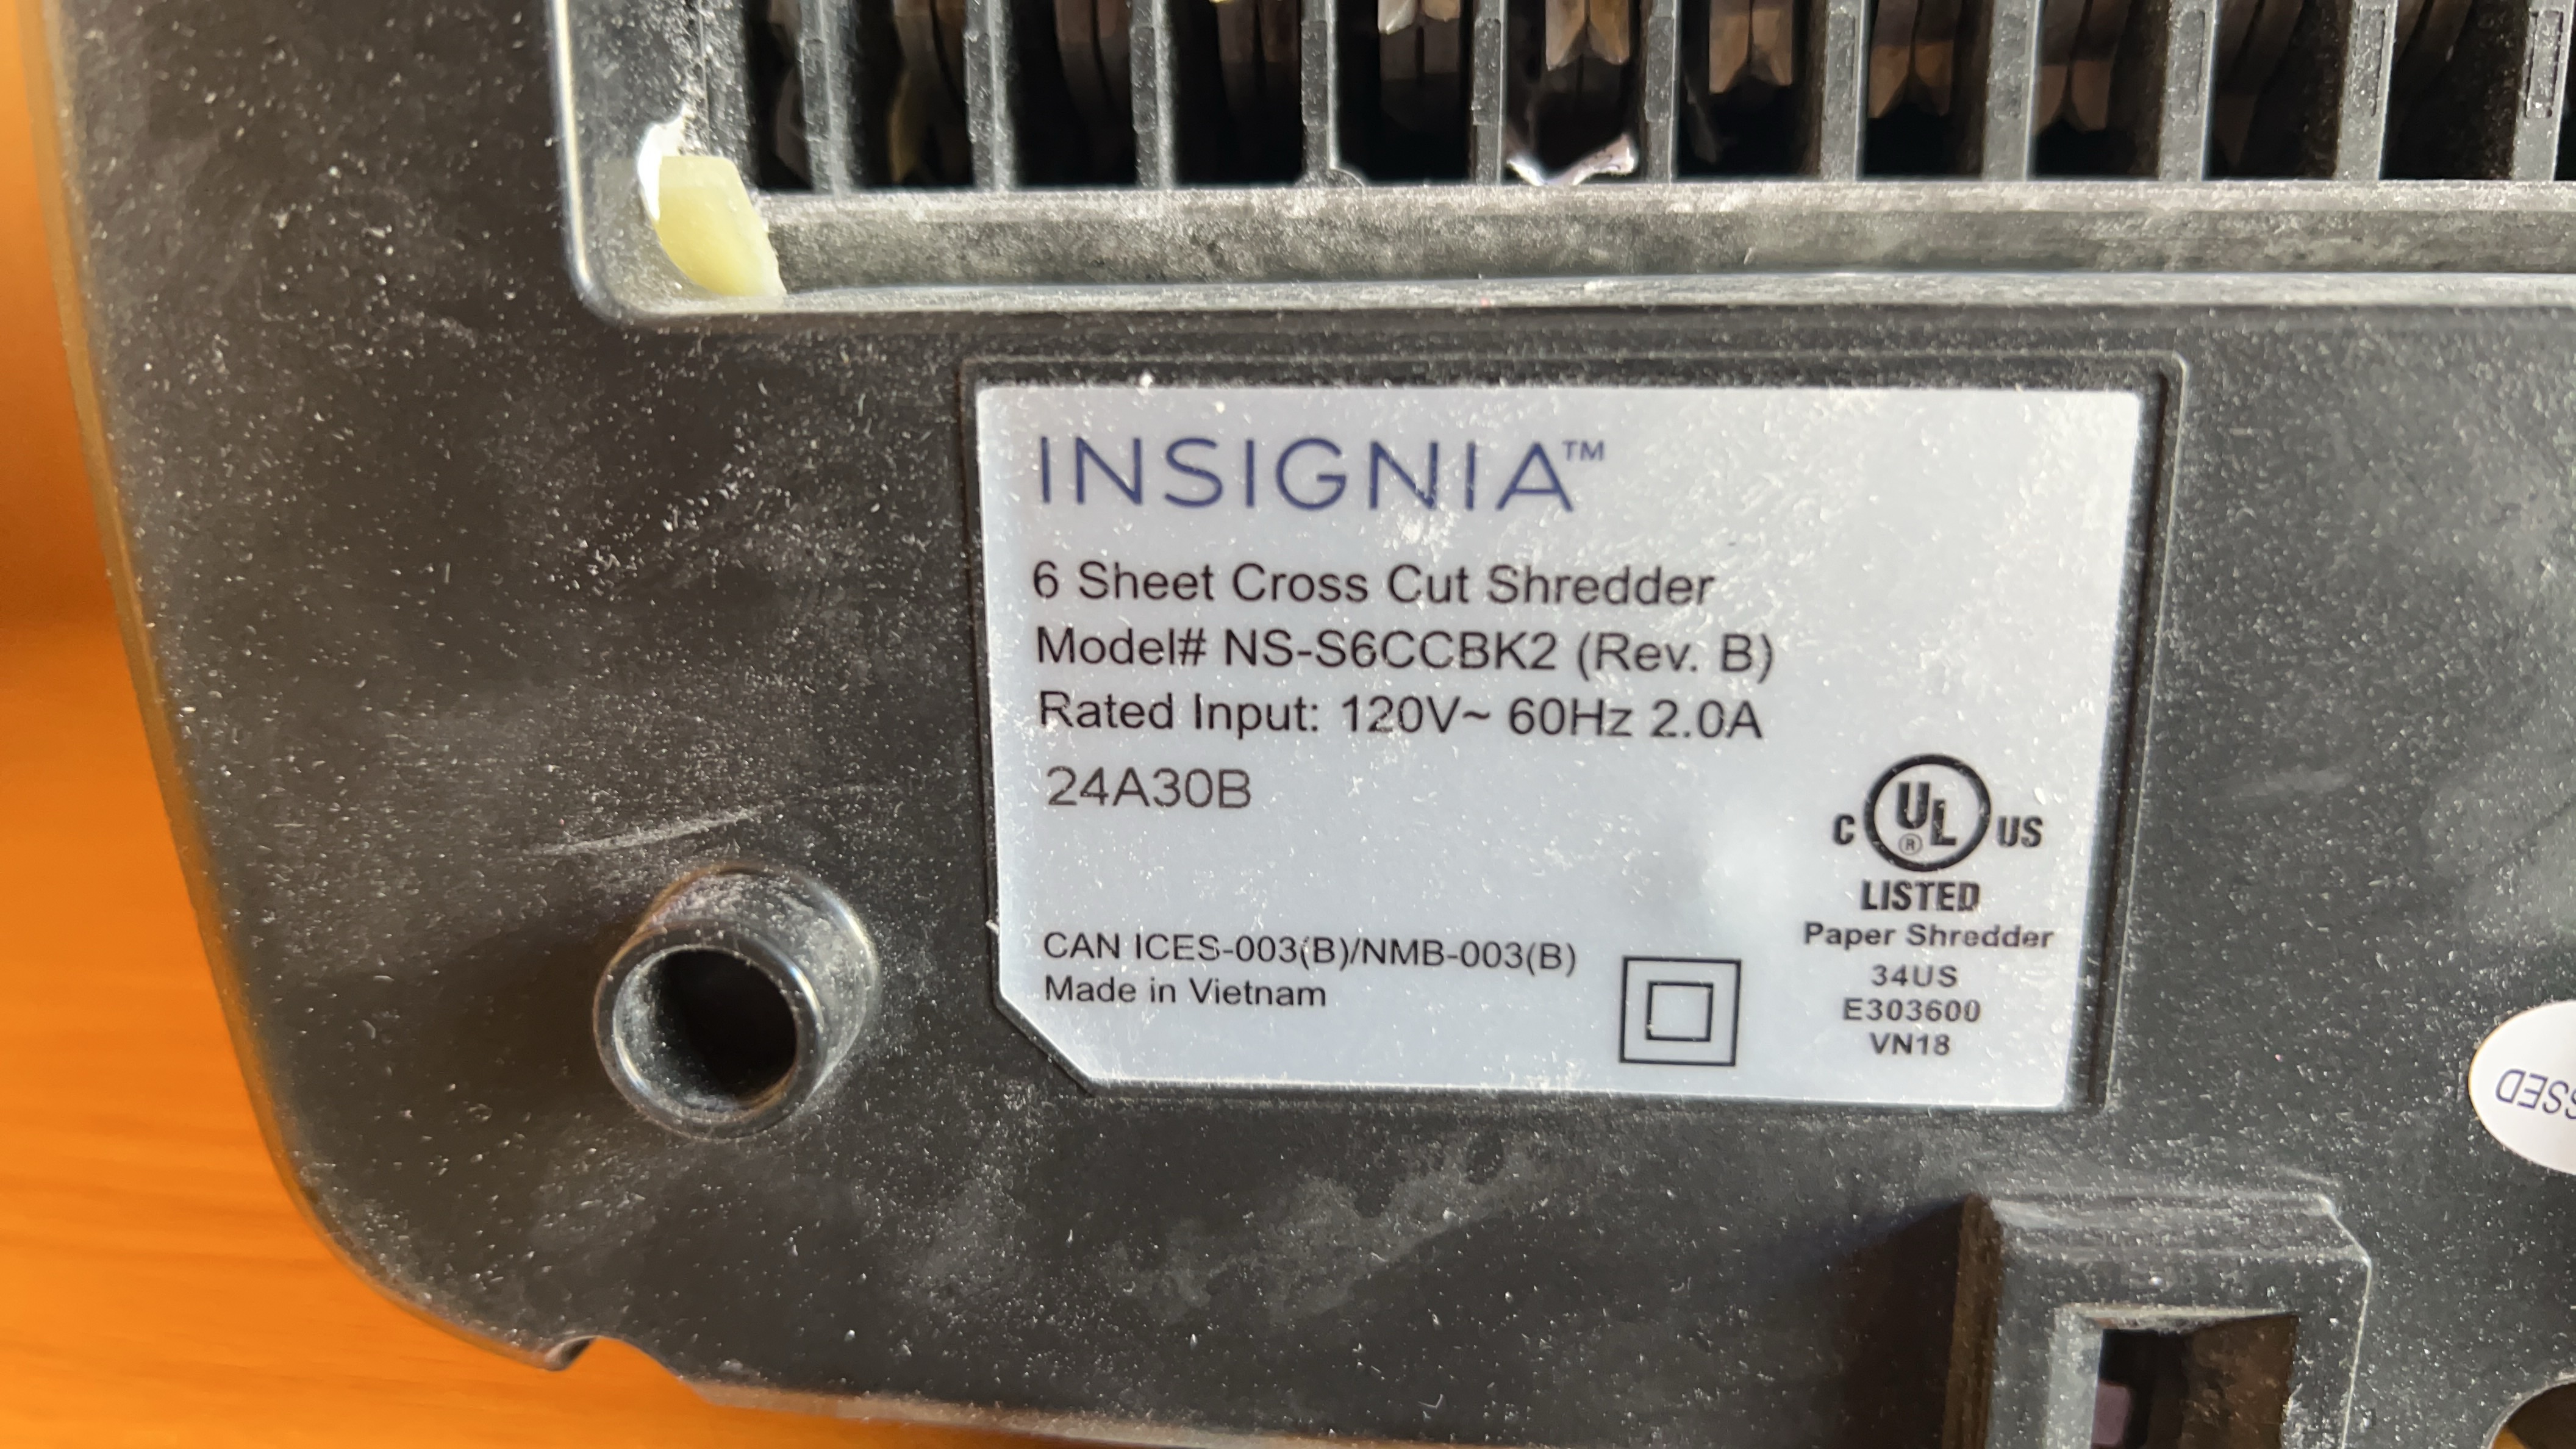 INSIGNIA™
6 Sheet Cross Cut Shredder
Model# NS-S6CCBK2 (Rev. B)
Rated Input: 120V~ 60Hz 2.0A
24A30B
C UL® US
LISTED
Paper Shredder
34US
E303600
VN18
CAN ICES-003(B)/NMB-003(B)
Made in Vietnam